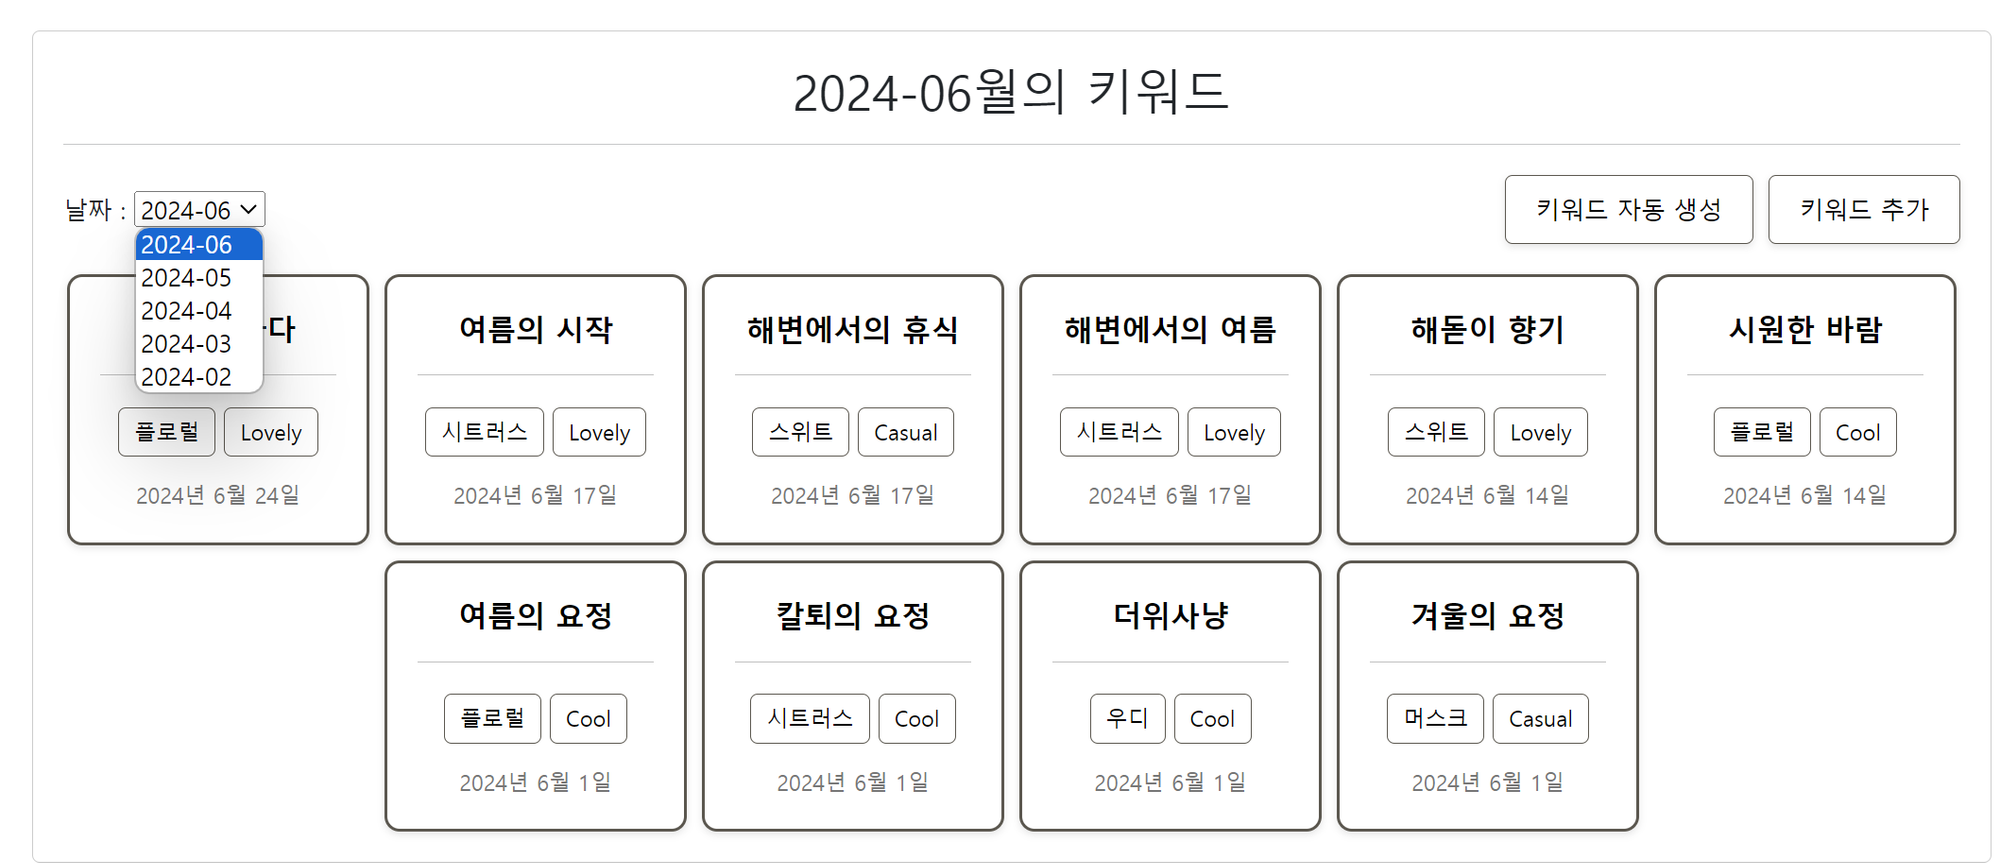 2024-06월의 키워드
날짜 : 2024-06
키워드 자동 생성
키워드 추가
2024-06
2024-05
2024-04
2024-03
2024-02
다
플로럴 Lovely
2024년 6월 24일
여름의 시작
시트러스 Lovely
2024년 6월 17일
해변에서의 휴식
스위트 Casual
2024년 6월 17일
해변에서의 여름
시트러스 Lovely
2024년 6월 17일
해돋이 향기
스위트 Lovely
2024년 6월 14일
시원한 바람
플로럴 Cool
2024년 6월 14일
여름의 요정
플로럴 Cool
2024년 6월 1일
칼퇴의 요정
시트러스 Cool
2024년 6월 1일
더위사냥
우디 Cool
2024년 6월 1일
겨울의 요정
머스크 Casual
2024년 6월 1일